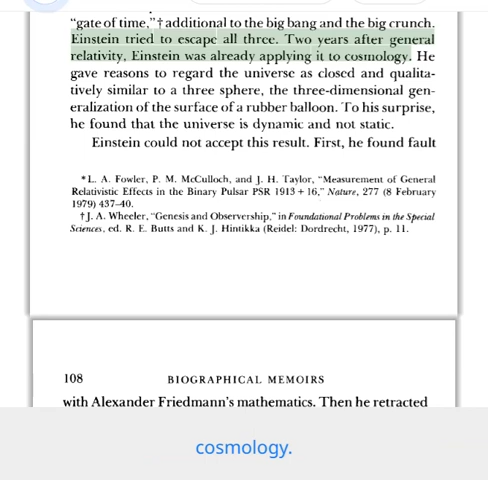 "gate of time,"† additional to the big bang and the big crunch.
Einstein tried to escape all three. Two years after general
relativity, Einstein was already applying it to cosmology. He
gave reasons to regard the universe as closed and qualita-
tively similar to a three sphere, the three-dimensional gen-
eralization of the surface of a rubber balloon. To his surprise,
he found that the universe is dynamic and not static.
Einstein could not accept this result. First, he found fault
*L. A. Fowler, P. M. McCulloch, and J. H. Taylor, "Measurement of General
Relativistic Effects in the Binary Pulsar PSR 1913 + 16," Nature, 277 (8 February
1979) 437–40.
†J. A. Wheeler, "Genesis and Observership," in Foundational Problems in the Special
Sciences, ed. R. E. Butts and K. J. Hintikka (Reidel: Dordrecht, 1977), p. 11.
108 BIOGRAPHICAL MEMOIRS
with Alexander Friedmann's mathematics. Then he retracted
cosmology.